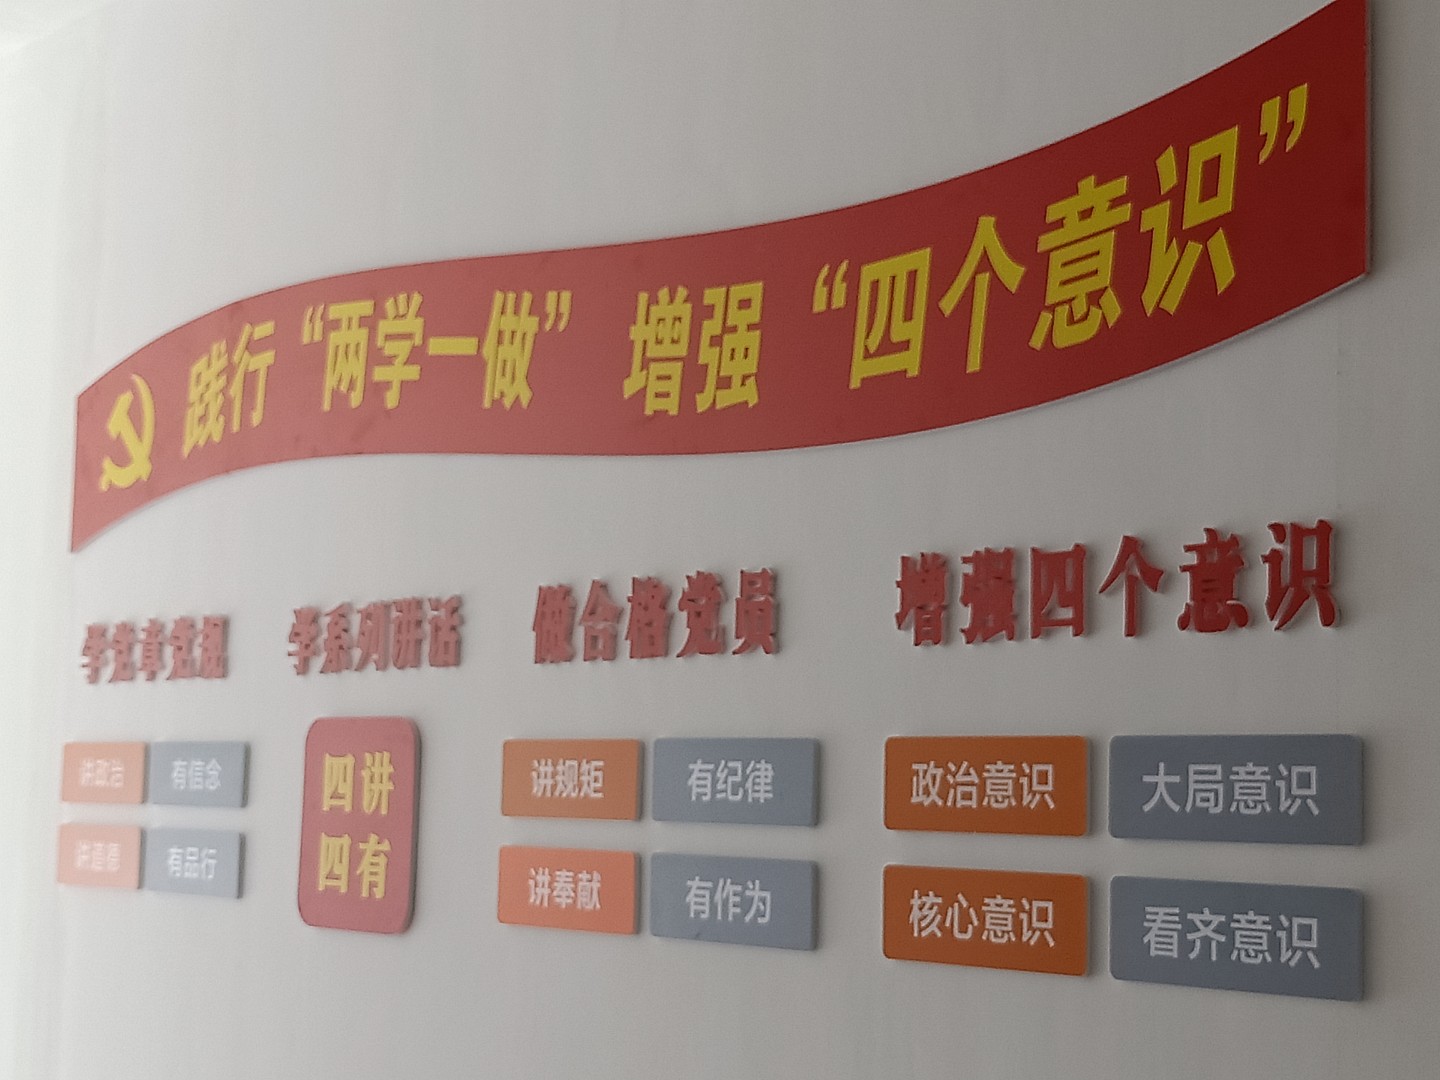 践行“两学一做” 增强“四个意识”
学党章党规
学系列讲话
做合格党员
增强四个意识
讲政治
有信念
讲道德
有品行
四讲
四有
讲规矩
有纪律
讲奉献
有作为
政治意识
大局意识
核心意识
看齐意识